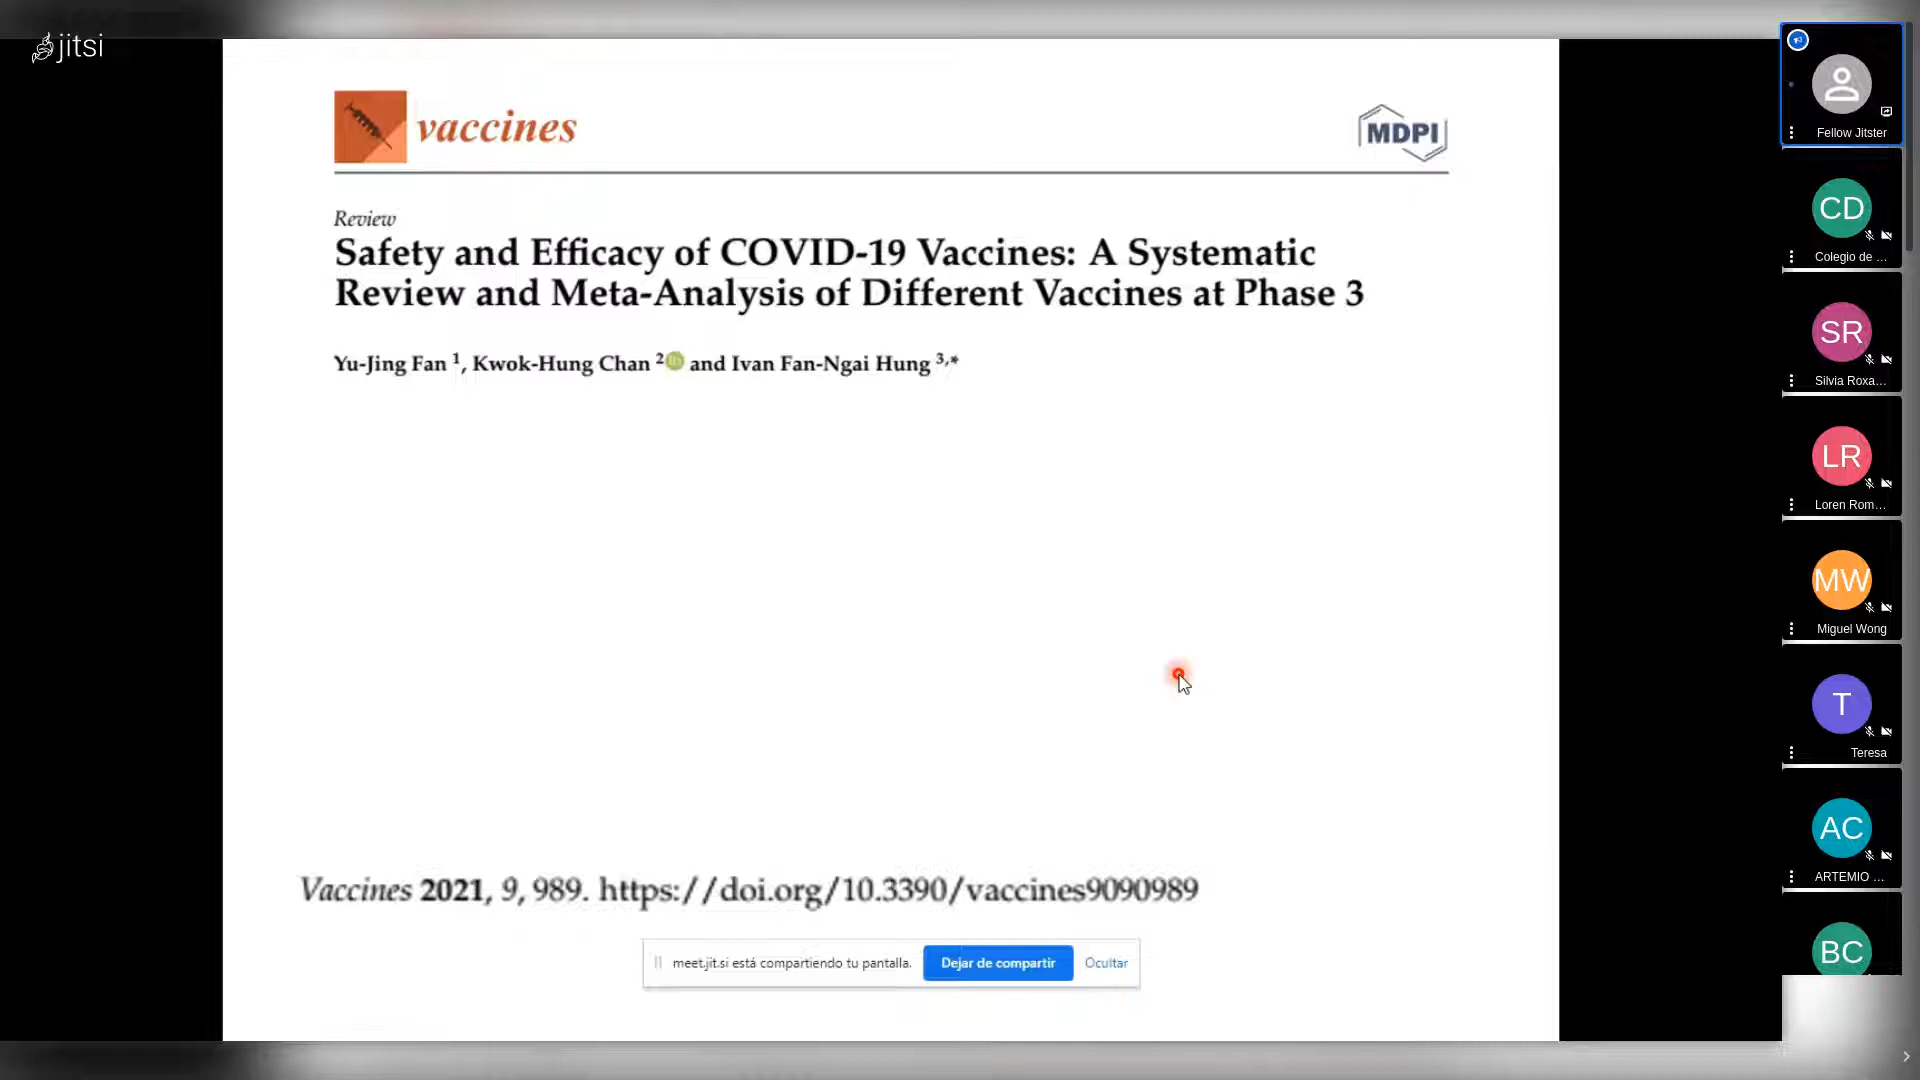 jitsi
vaccines
MDPI
Review
Safety and Efficacy of COVID-19 Vaccines: A Systematic
Review and Meta-Analysis of Different Vaccines at Phase 3
Yu-Jing Fan 1, Kwok-Hung Chan 2 iD and Ivan Fan-Ngai Hung 3,*
Vaccines 2021, 9, 989. https://doi.org/10.3390/vaccines9090989
meet.jit.si está compartiendo tu pantalla. Dejar de compartir Ocultar
Fellow Jitster
CD
Colegio de ...
SR
Silvia Roxa...
LR
Loren Rom...
MW
Miguel Wong
T
Teresa
AC
ARTEMIO ...
BC